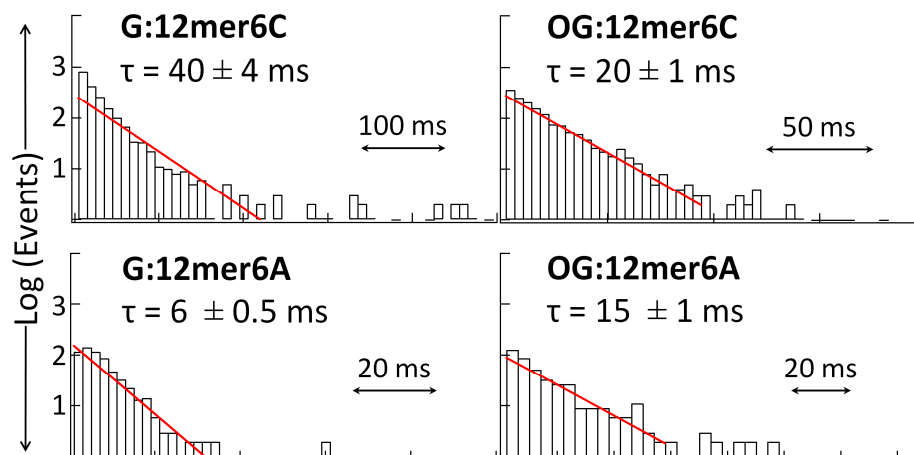 Log (Events)
G:12mer6C
τ = 40 ± 4 ms
3
2
1
100 ms
OG:12mer6C
τ = 20 ± 1 ms
50 ms
G:12mer6A
τ = 6 ± 0.5 ms
3
2
1
20 ms
OG:12mer6A
τ = 15 ± 1 ms
20 ms